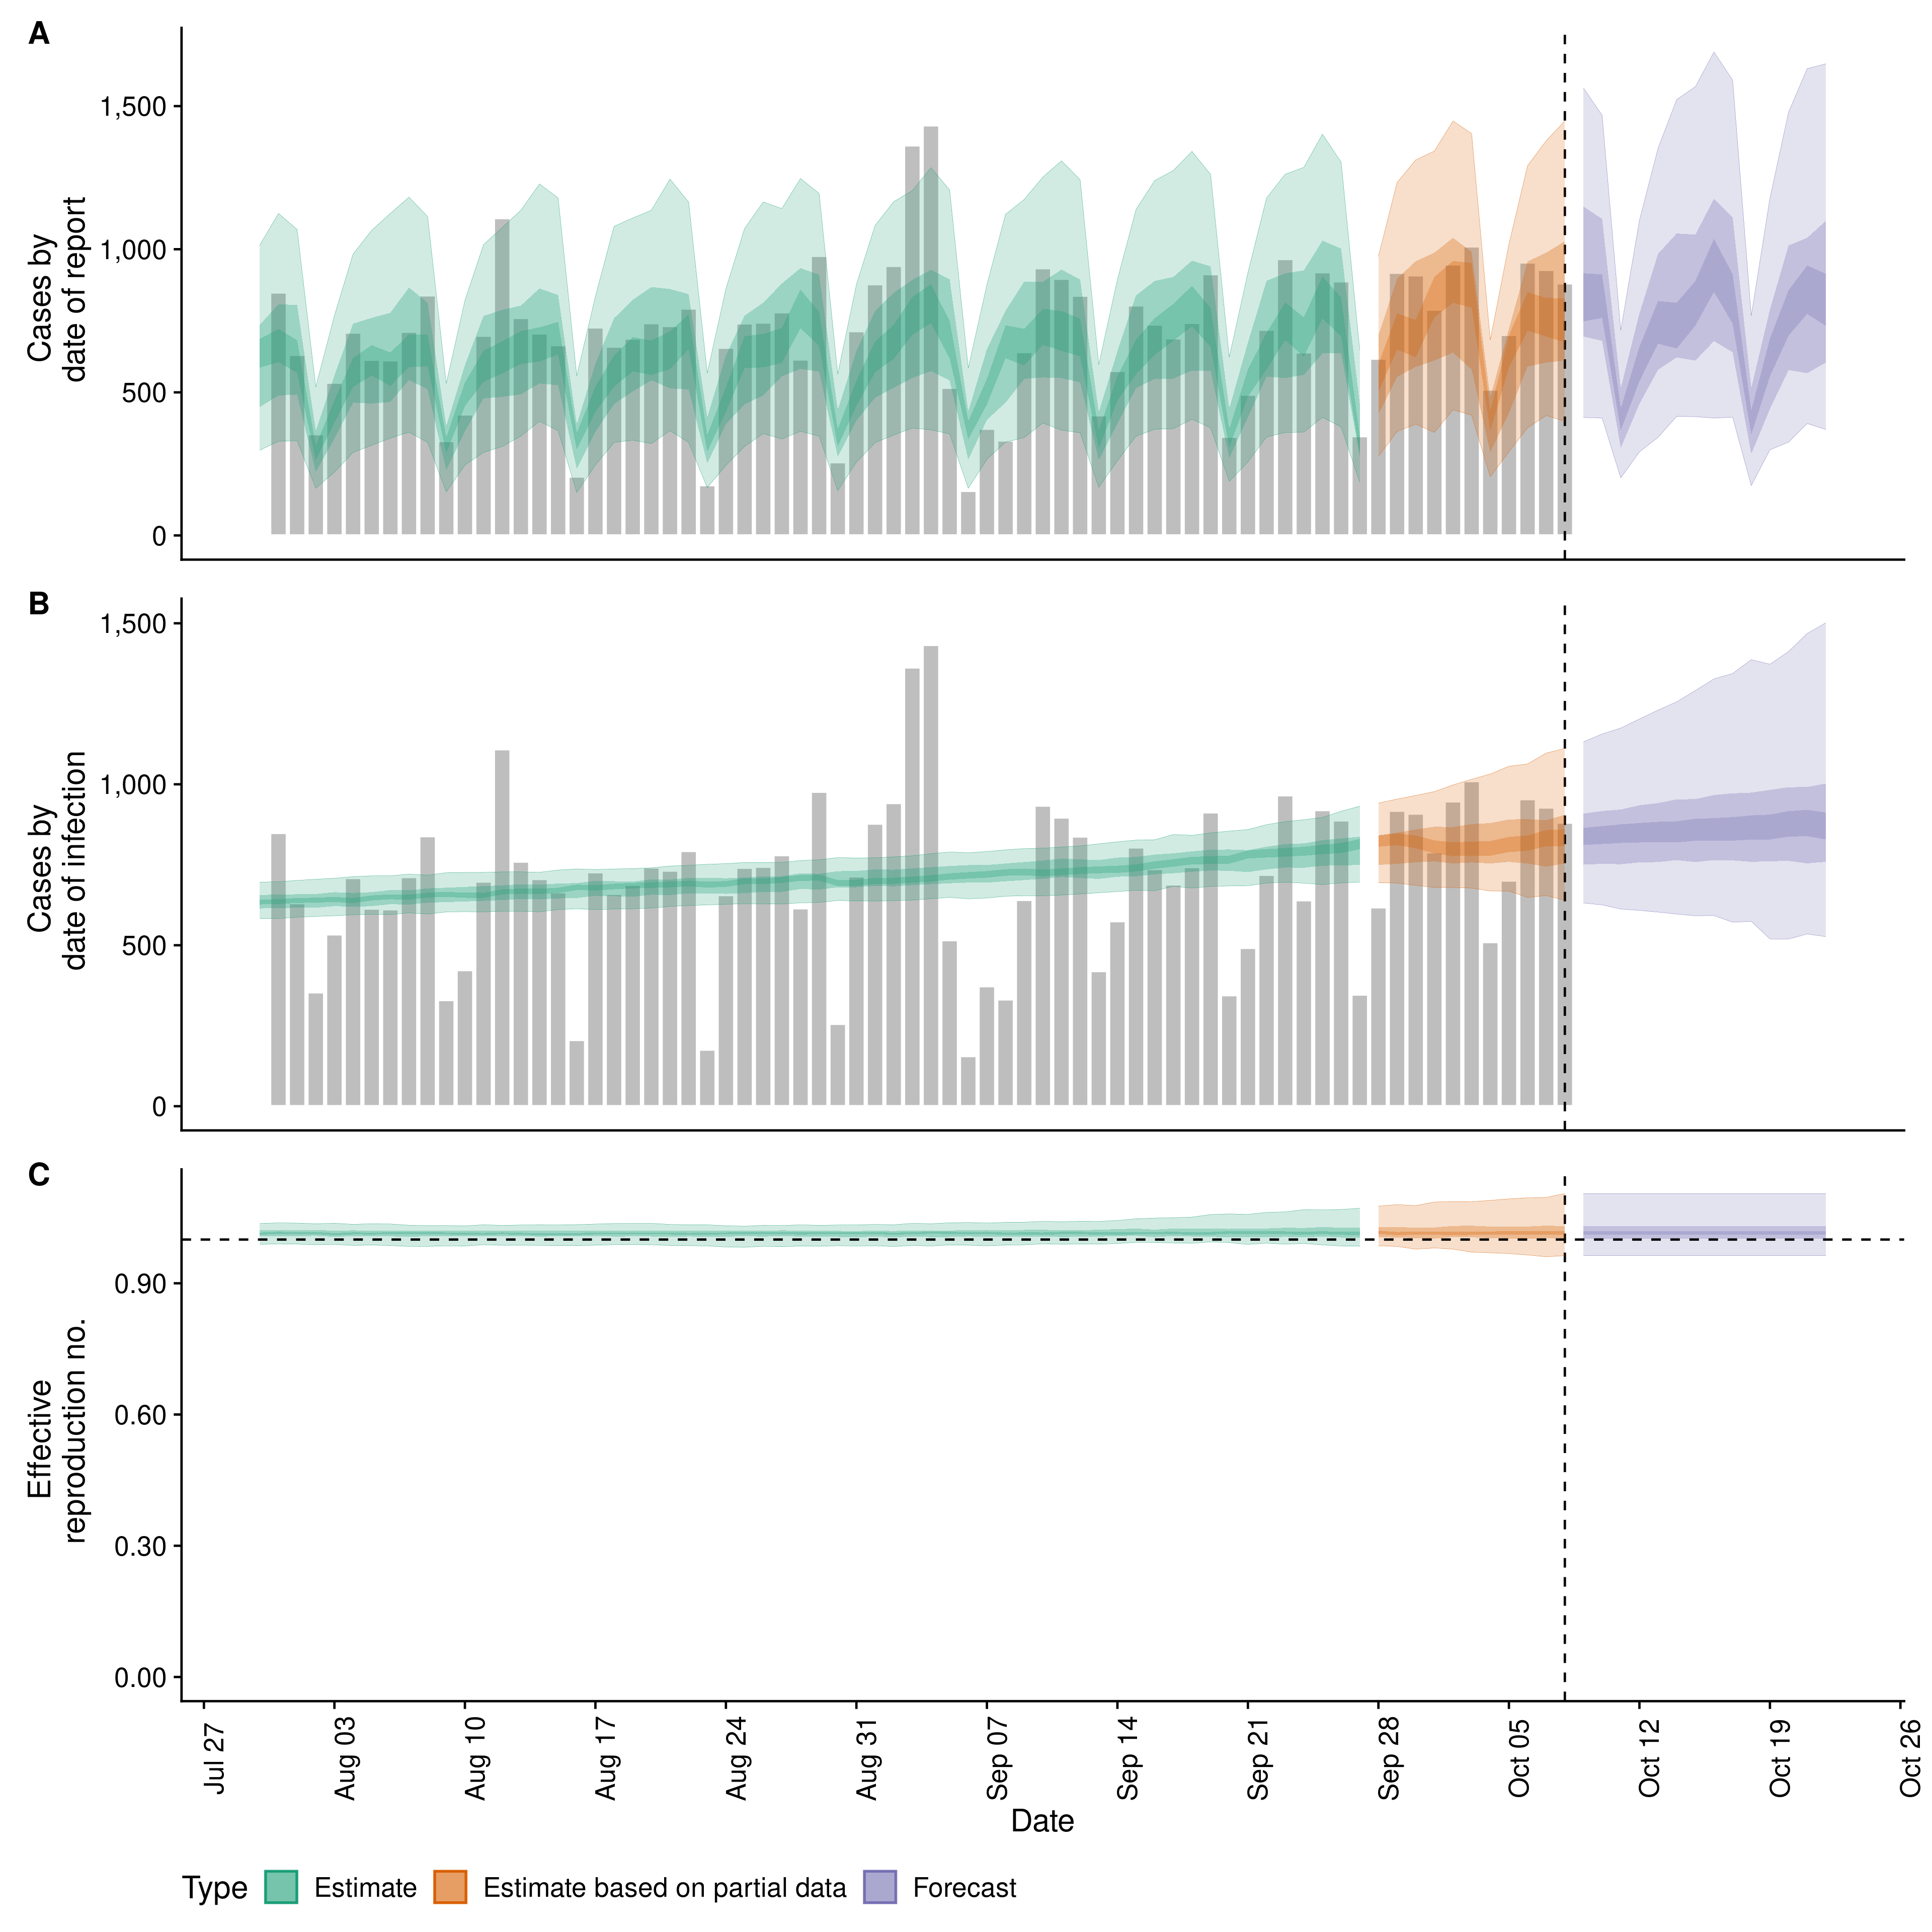 A
Cases by
date of report
1,500
1,000
500
0
B
Cases by
date of infection
1,500
1,000
500
0
C
Effective
reproduction no.
0.90
0.60
0.30
0.00
Jul 27
Aug 03
Aug 10
Aug 17
Aug 24
Aug 31
Sep 07
Sep 14
Sep 21
Sep 28
Oct 05
Oct 12
Oct 19
Oct 26
Date
Type Estimate Estimate based on partial data Forecast